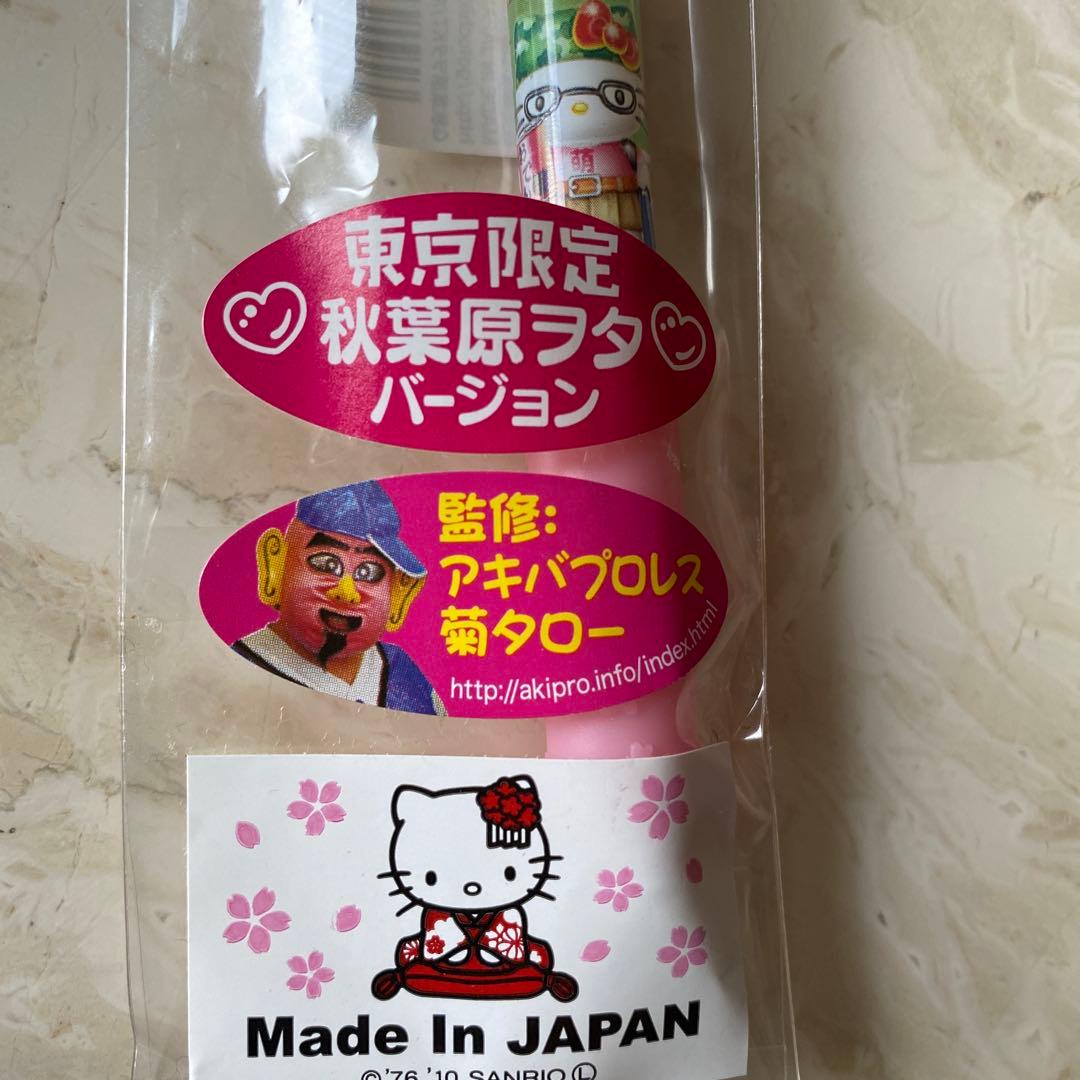 萌
東京限定
秋葉原ヲタ
バージョン
監修:
アキバプロレス
菊タロー
http://akipro.info/index.html
Made In JAPAN
©'76,'10 SANRIO Ⓛ